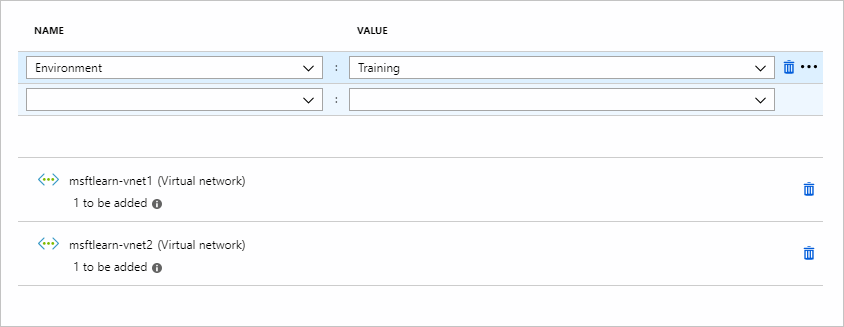 NAME VALUE
Environment : Training
:
msftlearn-vnet1 (Virtual network)
1 to be added
msftlearn-vnet2 (Virtual network)
1 to be added